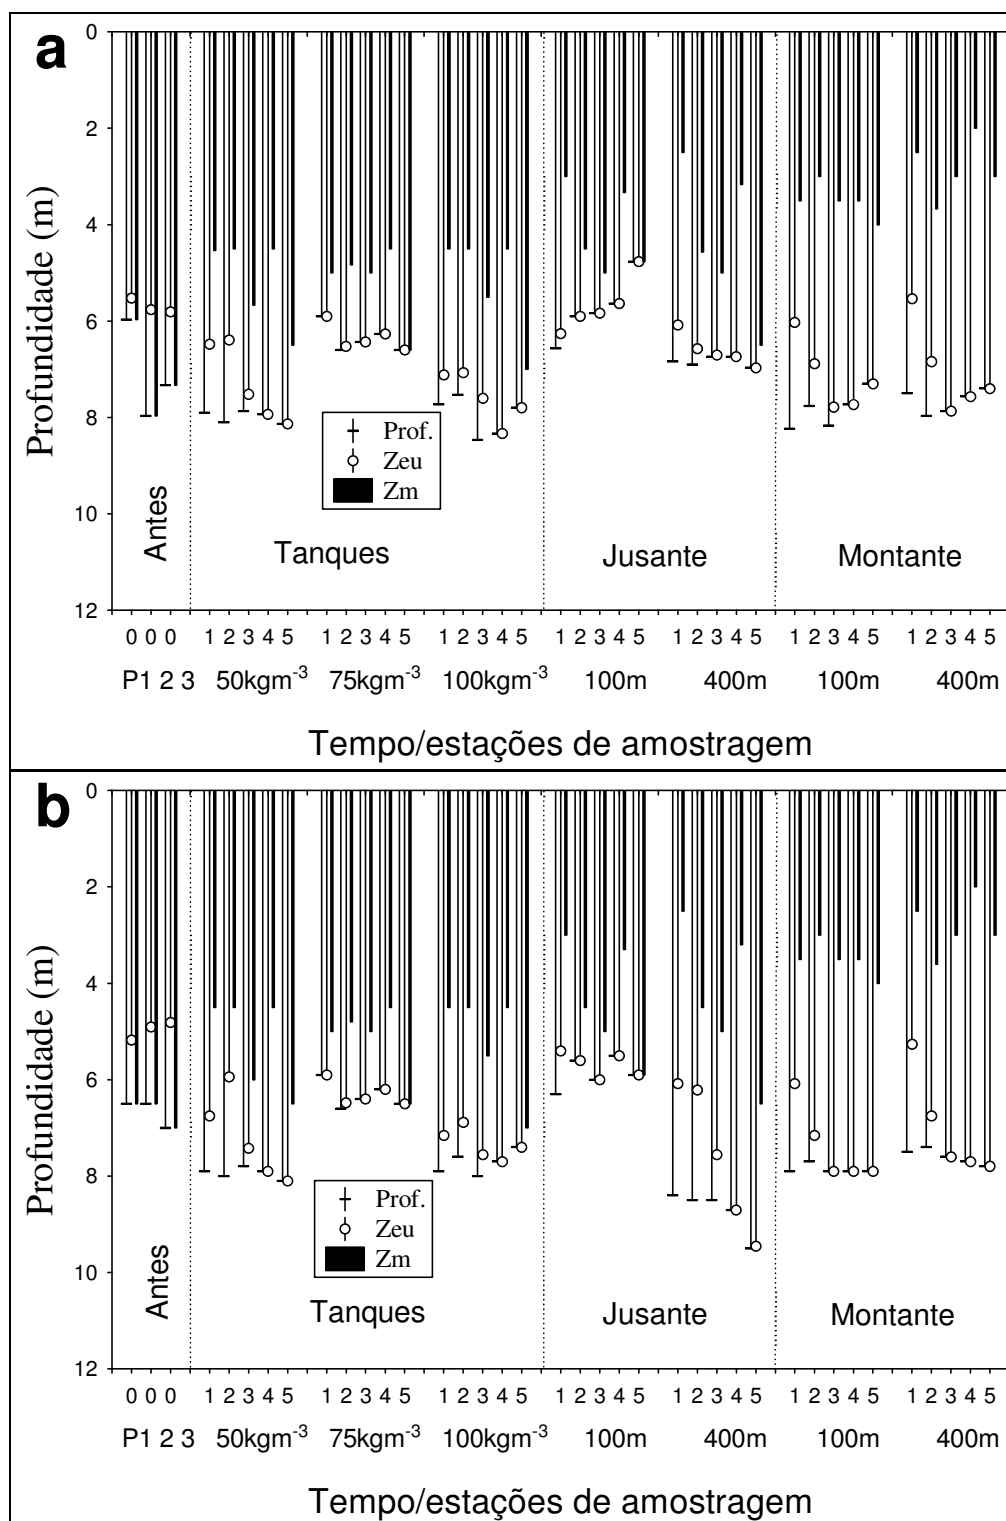 a
Profundidade (m)
0
2
4
6
8
10
12
Prof.
Zeu
Zm
Antes
Tanques
Jusante
Montante
0 0 0 1 2 3 4 5 1 2 3 4 5 1 2 3 4 5 1 2 3 4 5 1 2 3 4 5 1 2 3 4 5 1 2 3 4 5
P1 2 3 50kgm⁻³ 75kgm⁻³ 100kgm⁻³ 100m 400m 100m 400m
Tempo/estações de amostragem
b
Profundidade (m)
0
2
4
6
8
10
12
Prof.
Zeu
Zm
Antes
Tanques
Jusante
Montante
0 0 0 1 2 3 4 5 1 2 3 4 5 1 2 3 4 5 1 2 3 4 5 1 2 3 4 5 1 2 3 4 5 1 2 3 4 5
P1 2 3 50kgm⁻³ 75kgm⁻³ 100kgm⁻³ 100m 400m 100m 400m
Tempo/estações de amostragem